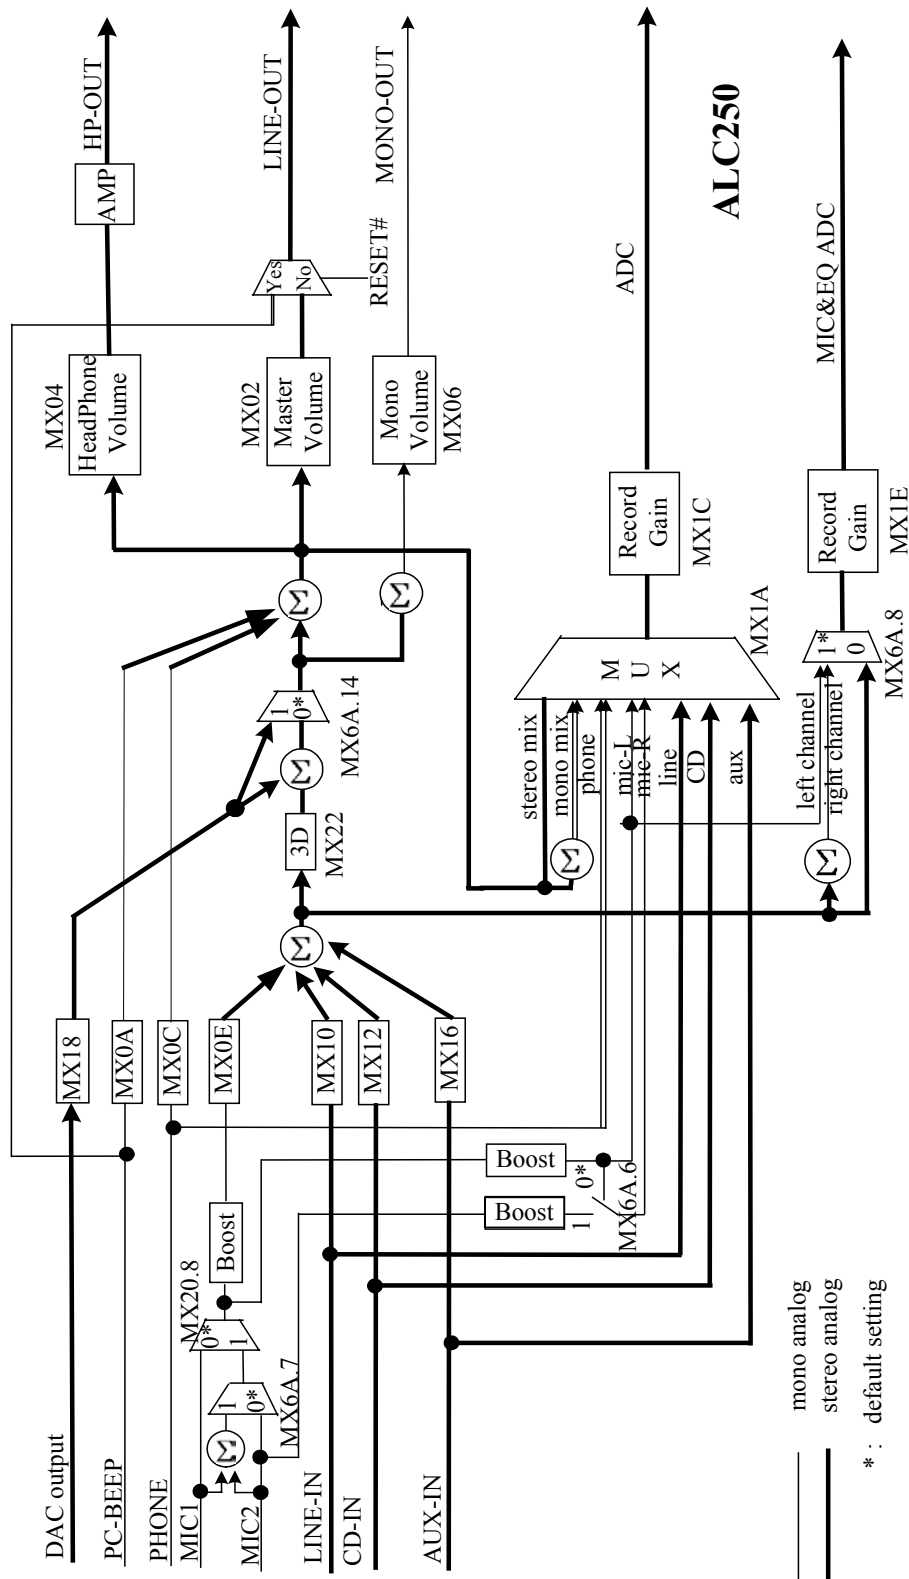 DAC output
PC-BEEP
PHONE
MIC1
MIC2
LINE-IN
CD-IN
AUX-IN
Σ
1
0*
MX6A.7
0*
1
MX20.8
Boost
Boost
Boost
0*
1
MX6A.6
MX18
MX0A
MX0C
MX0E
MX10
MX12
MX16
Σ
3D
MX22
Σ
1
0*
MX6A.14
Σ
Σ
MX04
HeadPhone
Volume
MX02
Master
Volume
Mono
Volume
MX06
Yes
No
RESET#
AMP
HP-OUT
LINE-OUT
MONO-OUT
stereo mix
mono mix
phone
mic-L
mic-R
line
CD
aux
Σ
M
U
X
MX1A
Record
Gain
MX1C
ADC
left channel
right channel
Σ
1*
0
MX6A.8
Record
Gain
MX1E
MIC&EQ ADC
ALC250
mono analog
stereo analog
* : default setting